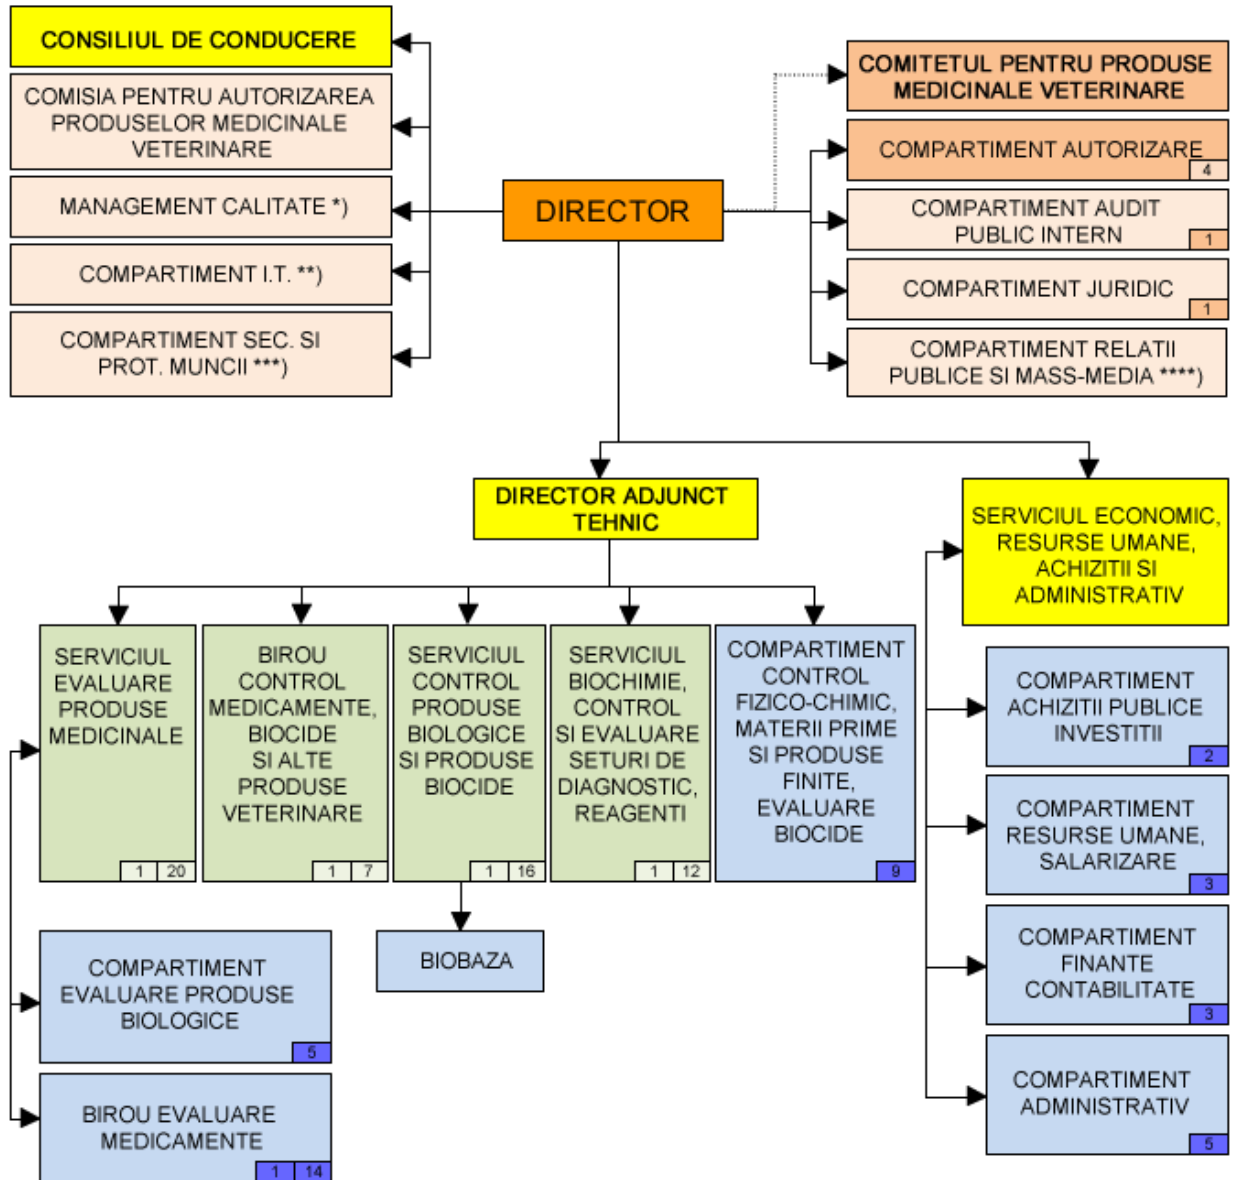 CONSILIUL DE CONDUCERE
COMISIA PENTRU AUTORIZAREA
PRODUSELOR MEDICINALE
VETERINARE
MANAGEMENT CALITATE *)
COMPARTIMENT I.T. **)
COMPARTIMENT SEC. SI
PROT. MUNCII ***)
DIRECTOR
COMITETUL PENTRU PRODUSE
MEDICINALE VETERINARE
COMPARTIMENT AUTORIZARE
4
COMPARTIMENT AUDIT
PUBLIC INTERN
1
COMPARTIMENT JURIDIC
1
COMPARTIMENT RELATII
PUBLICE SI MASS-MEDIA ****)
DIRECTOR ADJUNCT
TEHNIC
SERVICIUL ECONOMIC,
RESURSE UMANE,
ACHIZITII SI
ADMINISTRATIV
SERVICIUL
EVALUARE
PRODUSE
MEDICINALE
1 20
BIROU
CONTROL
MEDICAMENTE,
BIOCIDE
SI ALTE
PRODUSE
VETERINARE
1 7
SERVICIUL
CONTROL
PRODUSE
BIOLOGICE
SI PRODUSE
BIOCIDE
1 16
SERVICIUL
BIOCHIMIE,
CONTROL
SI EVALUARE
SETURI DE
DIAGNOSTIC,
REAGENTI
1 12
COMPARTIMENT
CONTROL
FIZICO-CHIMIC,
MATERII PRIME
SI PRODUSE
FINITE,
EVALUARE
BIOCIDE
9
COMPARTIMENT
ACHIZITII PUBLICE
INVESTITII
2
COMPARTIMENT
RESURSE UMANE,
SALARIZARE
3
COMPARTIMENT
FINANTE
CONTABILITATE
3
COMPARTIMENT
ADMINISTRATIV
5
BIOBAZA
COMPARTIMENT
EVALUARE PRODUSE
BIOLOGICE
5
BIROU EVALUARE
MEDICAMENTE
1 14